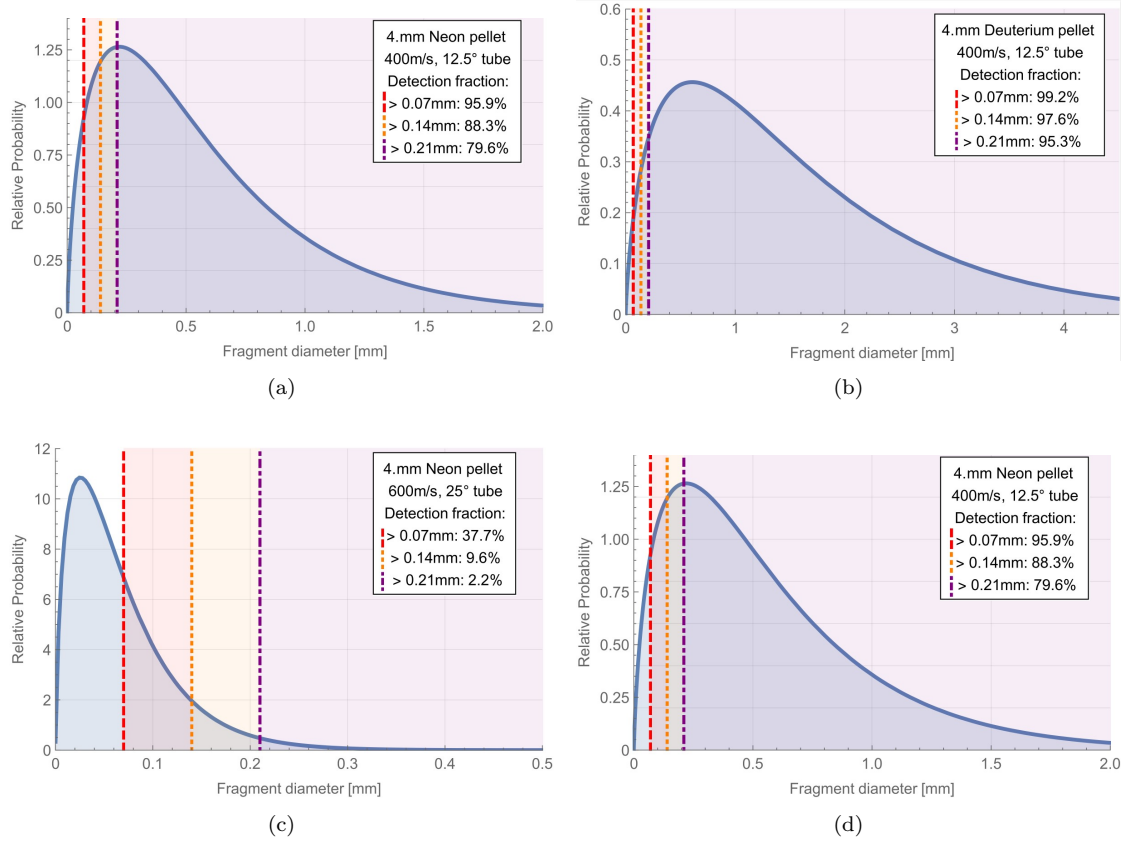 4.mm Neon pellet
400m/s, 12.5° tube
Detection fraction:
> 0.07mm: 95.9%
> 0.14mm: 88.3%
> 0.21mm: 79.6%
Relative Probability
1.25
1.00
0.75
0.50
0.25
0
0
0.5
1.0
1.5
2.0
Fragment diameter [mm]
(a)
4.mm Deuterium pellet
400m/s, 12.5° tube
Detection fraction:
> 0.07mm: 99.2%
> 0.14mm: 97.6%
> 0.21mm: 95.3%
Relative Probability
0.6
0.5
0.4
0.3
0.2
0.1
0
0
1
2
3
4
Fragment diameter [mm]
(b)
4.mm Neon pellet
600m/s, 25° tube
Detection fraction:
> 0.07mm: 37.7%
> 0.14mm: 9.6%
> 0.21mm: 2.2%
Relative Probability
12
10
8
6
4
2
0
0
0.1
0.2
0.3
0.4
0.5
Fragment diameter [mm]
(c)
4.mm Neon pellet
400m/s, 12.5° tube
Detection fraction:
> 0.07mm: 95.9%
> 0.14mm: 88.3%
> 0.21mm: 79.6%
Relative Probability
1.25
1.00
0.75
0.50
0.25
0
0
0.5
1.0
1.5
2.0
Fragment diameter [mm]
(d)